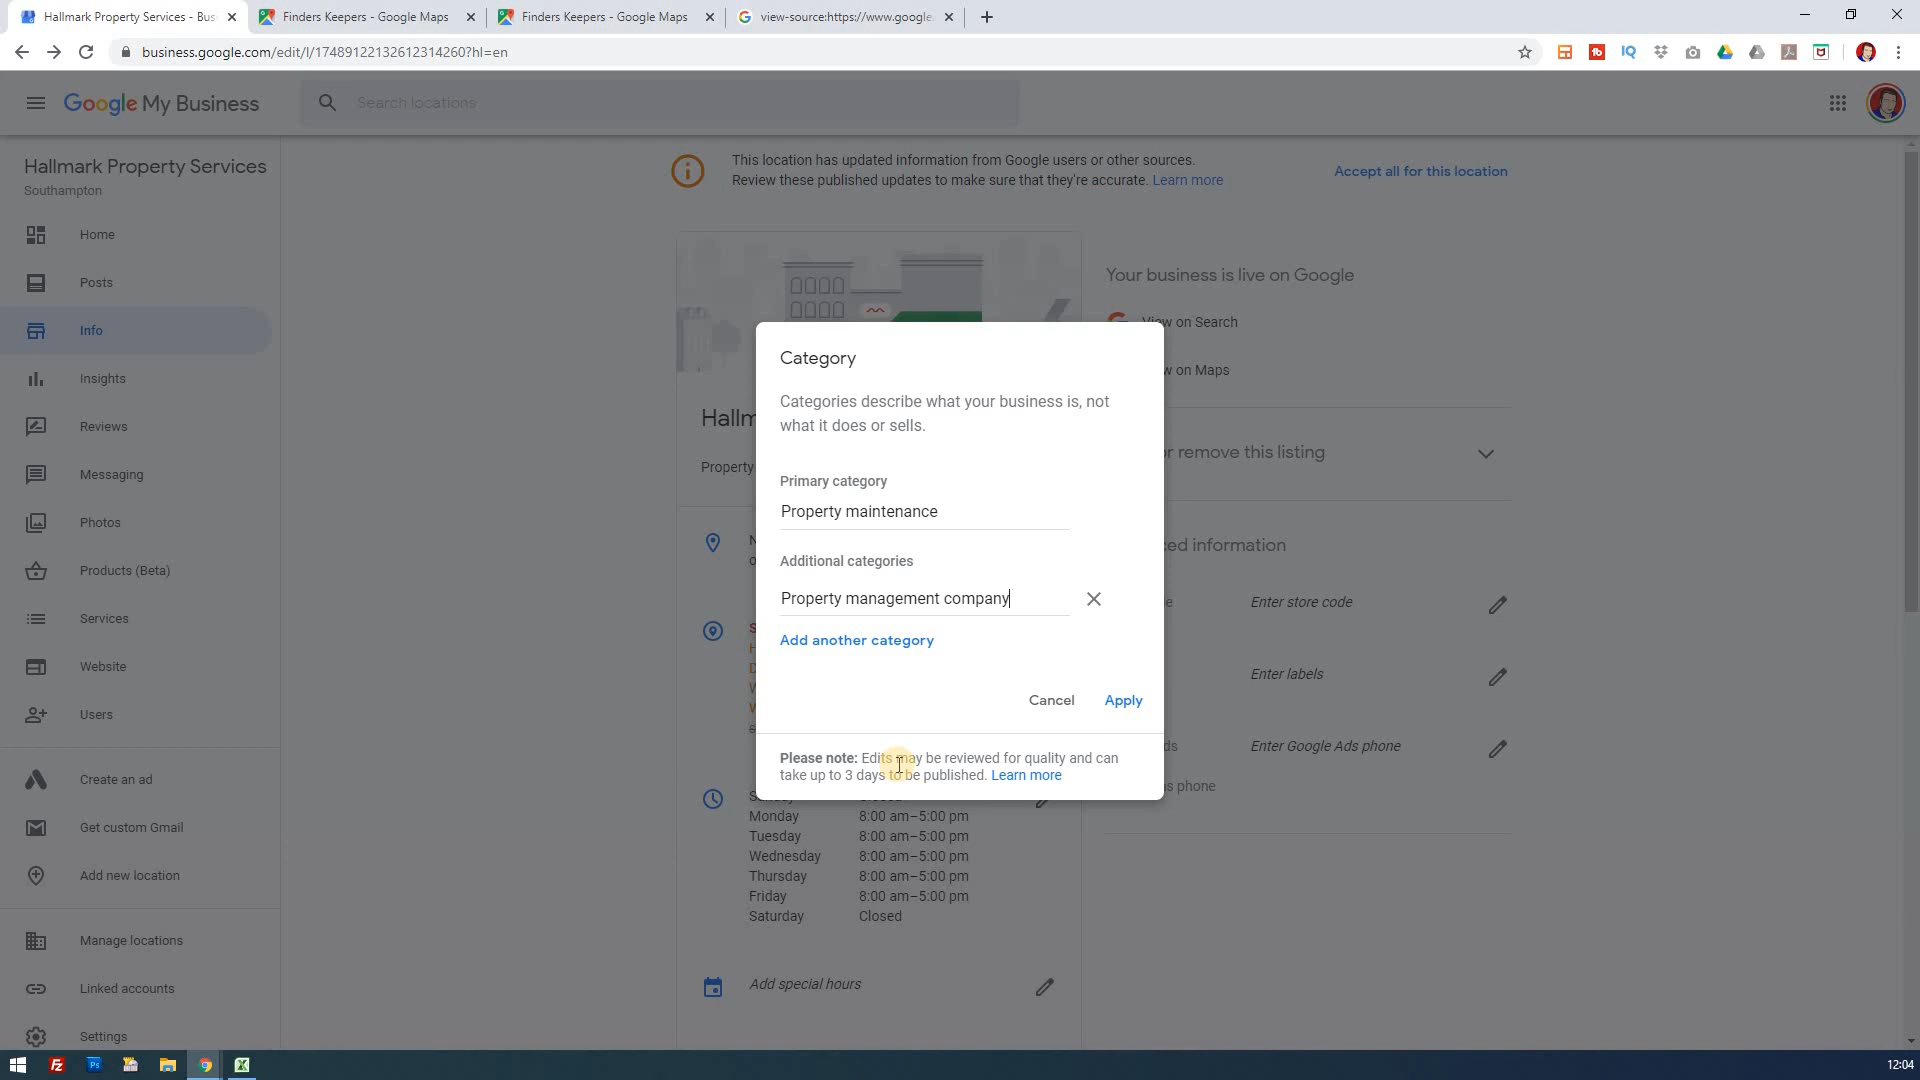 Hallmark Property Services - Bus
Finders Keepers - Google Maps
Finders Keepers - Google Maps
view-source:https://www.google.
business.google.com/edit/l/17489122132612314260?hl=en
Google My Business
Search locations
Hallmark Property Services
Southampton
Home
Posts
Info
Insights
Reviews
Messaging
Photos
Products (Beta)
Services
Website
Users
Create an ad
Get custom Gmail
Add new location
Manage locations
Linked accounts
Settings
This location has updated information from Google users or other sources.
Review these published updates to make sure that they're accurate. Learn more
Accept all for this location
Your business is live on Google
View on Search
w on Maps
or remove this listing
ced information
Enter store code
Enter labels
Enter Google Ads phone
s phone
Hallm
Property
Category
Categories describe what your business is, not
what it does or sells.
Primary category
Property maintenance
Additional categories
Property management company
Add another category
Cancel
Apply
Please note: Edits may be reviewed for quality and can
take up to 3 days to be published. Learn more
Monday 8:00 am–5:00 pm
Tuesday 8:00 am–5:00 pm
Wednesday 8:00 am–5:00 pm
Thursday 8:00 am–5:00 pm
Friday 8:00 am–5:00 pm
Saturday Closed
Add special hours
12:04